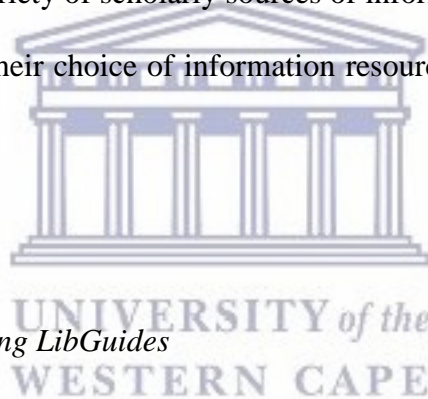 riety of scholarly sources of inform
heir choice of information resourc
UNIVERSITY of the
ng LibGuides
WESTERN CAPE